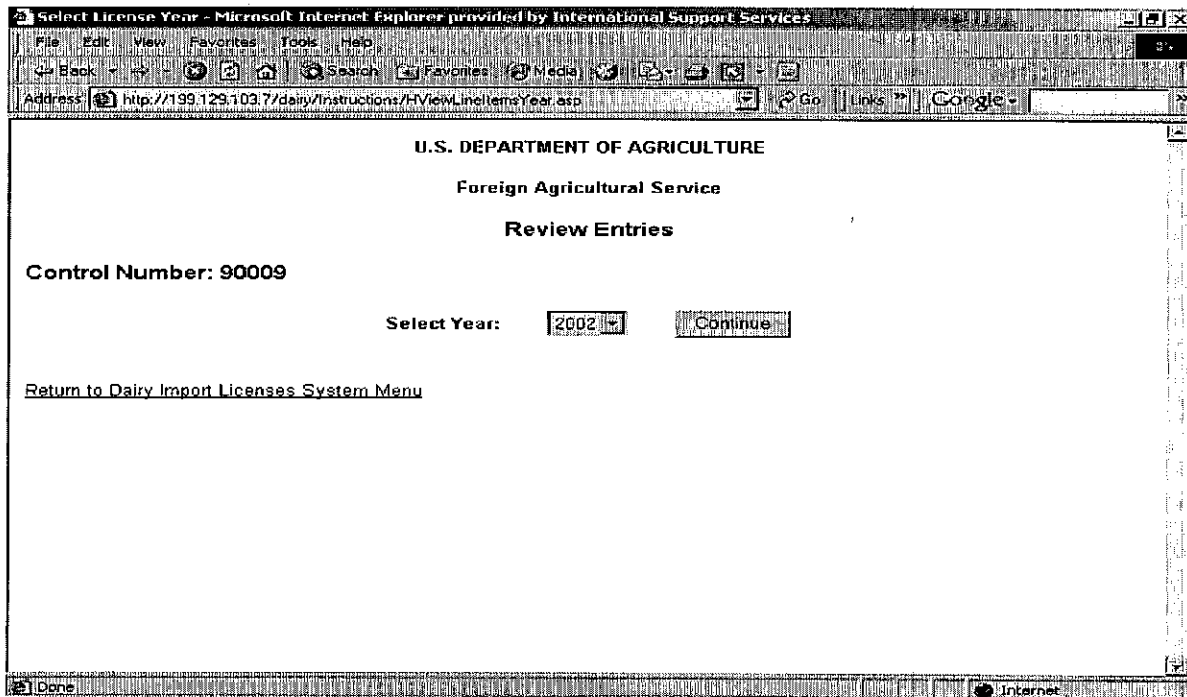 Select License Year - Microsoft Internet Explorer provided by International Support Services
File Edit View Favorites Tools Help
Back Search Favorites Media
Address http://199.129.103.7/dairy/Instructions/HViewLineItemsYear.asp Go Links » Google
U.S. DEPARTMENT OF AGRICULTURE
Foreign Agricultural Service
Review Entries
Control Number: 90009
Select Year: 2002 Continue
Return to Dairy Import Licenses System Menu
Done Internet